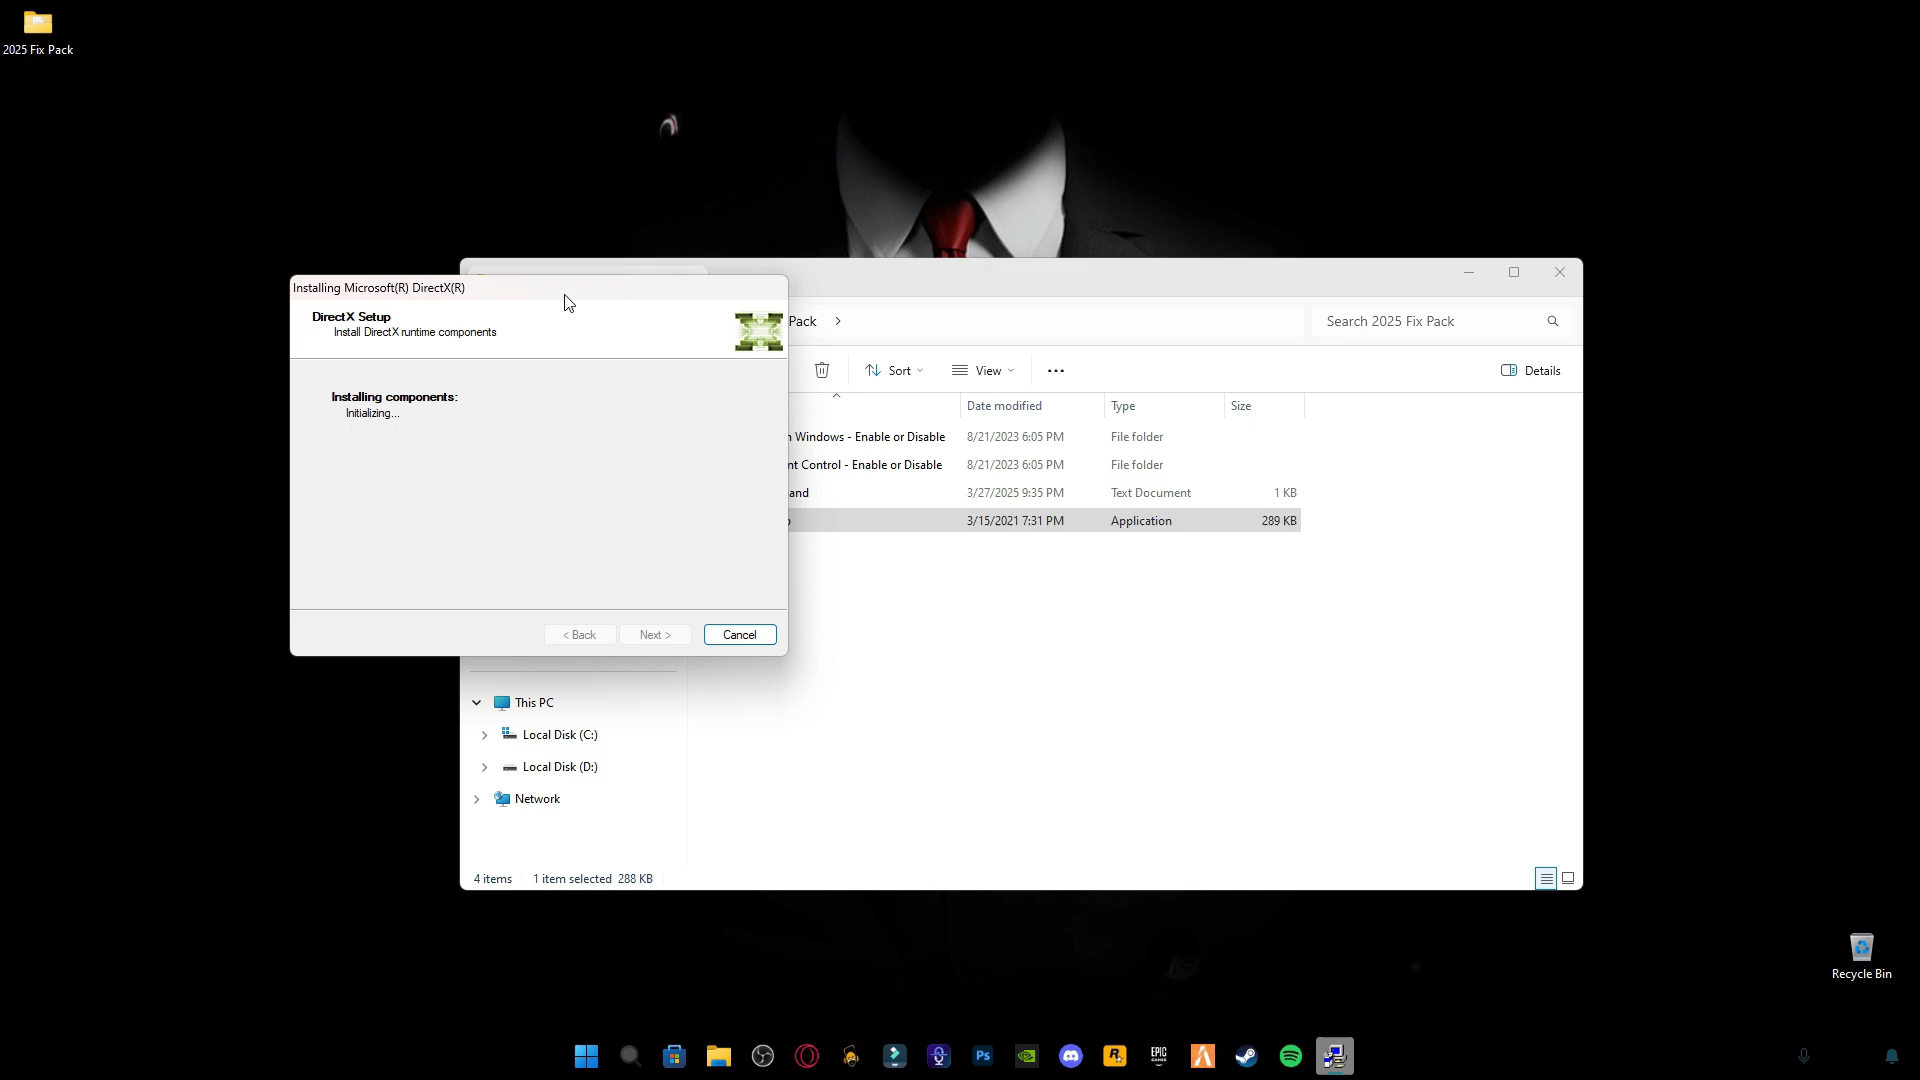 2025 Fix Pack
Installing Microsoft(R) DirectX(R)
DirectX Setup
Install DirectX runtime components
Installing components:
Initializing...
< Back
Next >
Cancel
Pack
Search 2025 Fix Pack
Sort
View
Details
Date modified
Type
Size
Windows - Enable or Disable
8/21/2023 6:05 PM
File folder
nt Control - Enable or Disable
8/21/2023 6:05 PM
File folder
and
3/27/2025 9:35 PM
Text Document
1 KB
3/15/2021 7:31 PM
Application
289 KB
This PC
Local Disk (C:)
Local Disk (D:)
Network
4 items
1 item selected 288 KB
Recycle Bin
Ps
R
EPIC
GAMES